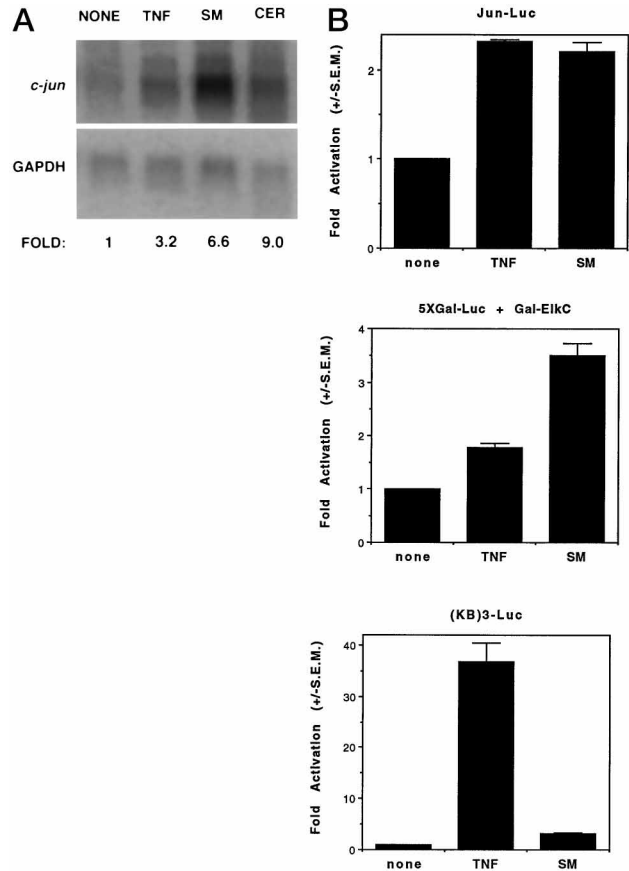 A
NONE TNF SM CER
c-jun
GAPDH
FOLD: 1 3.2 6.6 9.0
B
Jun-Luc
Fold Activation (+/-S.E.M.)
2
1
0
none TNF SM
5XGal-Luc + Gal-ElkC
Fold Activation (+/-S.E.M.)
4
3
2
1
0
none TNF SM
(KB)3-Luc
Fold Activation (+/-S.E.M.)
40
30
20
10
0
none TNF SM